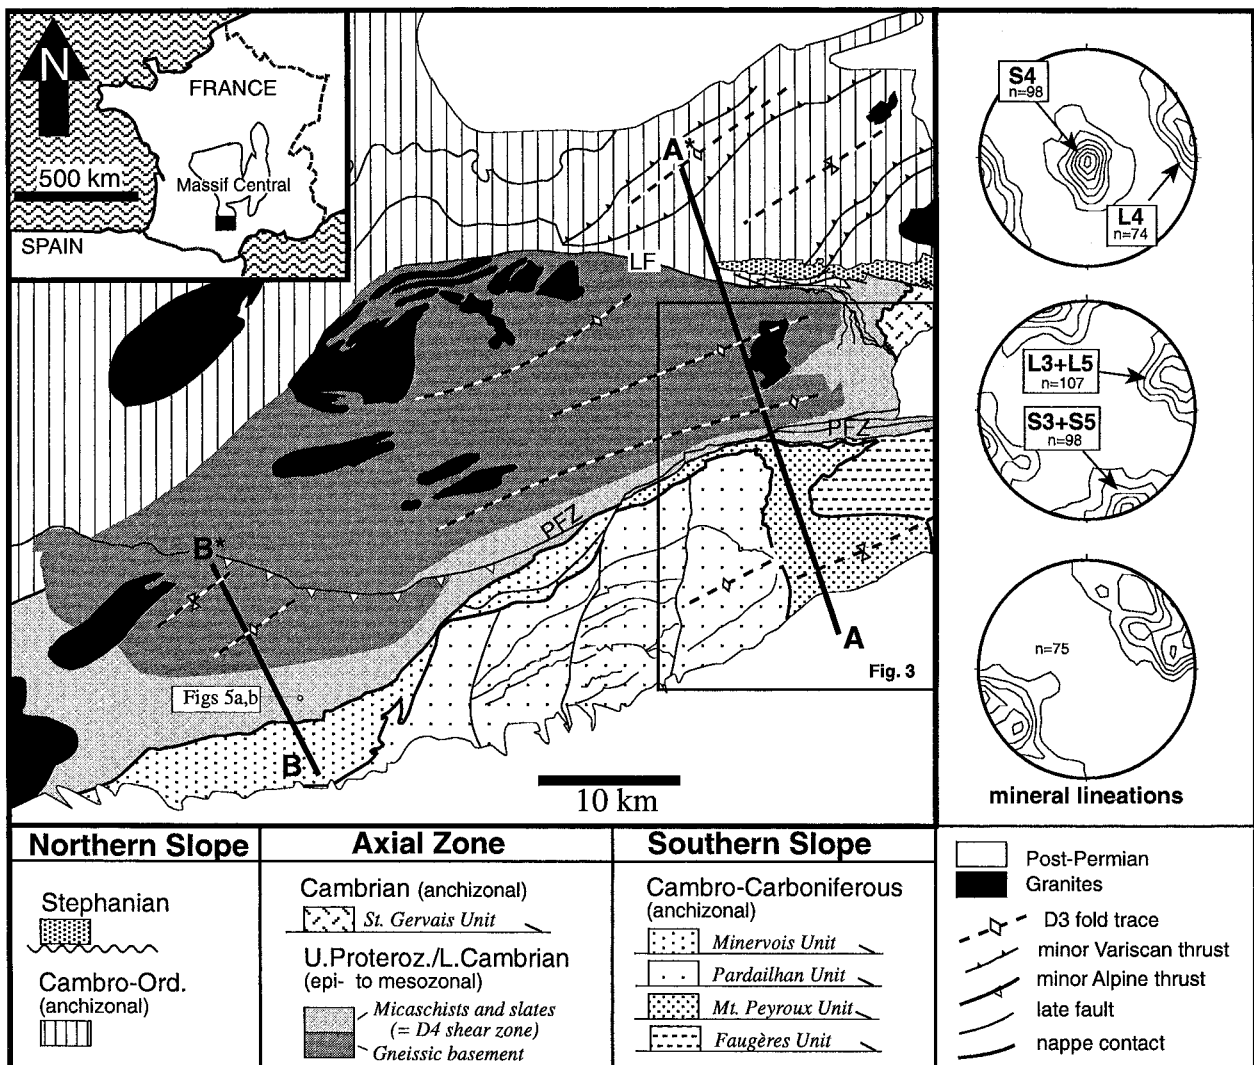 N
FRANCE
500 km
Massif Central
SPAIN
A*
LF
PFZ
PFZ
B*
A
Fig. 3
Figs 5a,b
B
10 km
S4
n=98
L4
n=74
L3+L5
n=107
S3+S5
n=98
n=75
mineral lineations
Northern Slope
Stephanian
Cambro-Ord.
(anchizonal)
Axial Zone
Cambrian (anchizonal)
St. Gervais Unit
U.Proteroz./L.Cambrian
(epi- to mesozonal)
Micaschists and slates
(= D4 shear zone)
Gneissic basement
Southern Slope
Cambro-Carboniferous
(anchizonal)
Minervois Unit
Pardailhan Unit
Mt. Peyroux Unit
Faugères Unit
Post-Permian
Granites
D3 fold trace
minor Variscan thrust
minor Alpine thrust
late fault
nappe contact